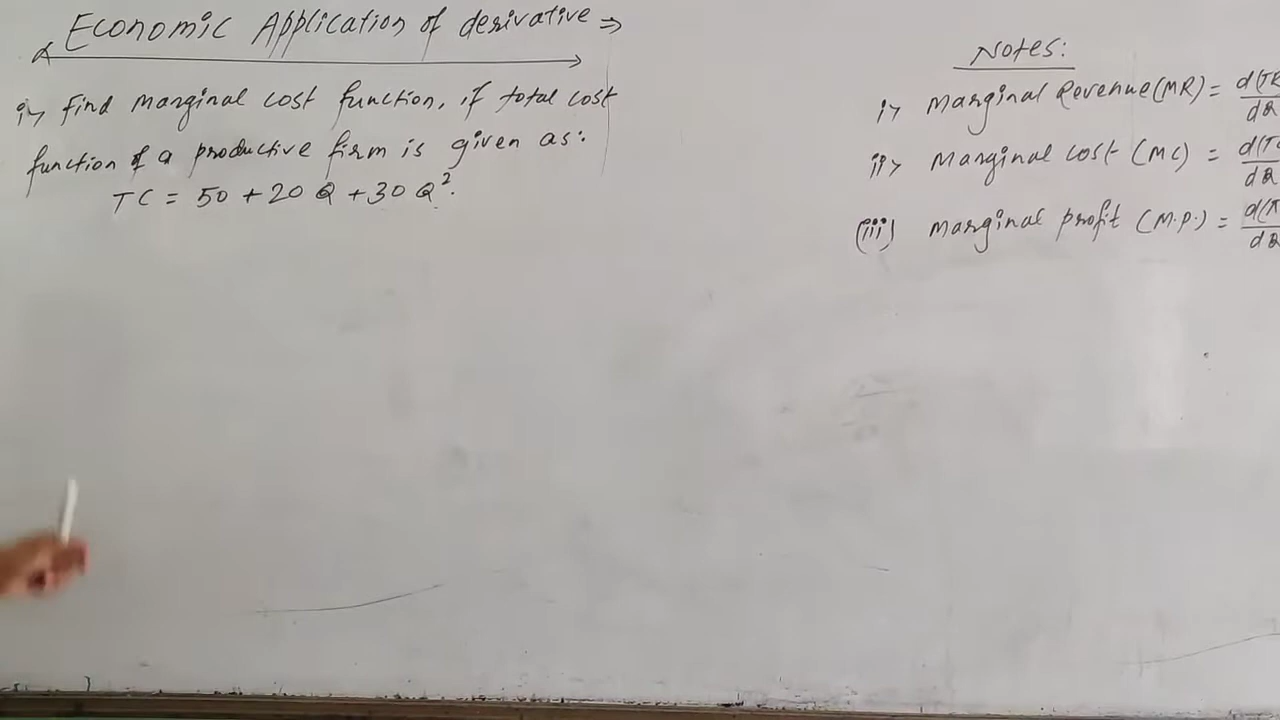 Economic Application of derivative ⇒
i> find marginal cost function, if total cost
function of a productive firm is given as:
TC = 50 + 20 Q + 30 Q².
Notes:
i> Marginal Revenue (MR) = d(TR
dQ
ii> Marginal cost (MC) = d(TC
dQ
(iii) Marginal profit (M.P.) = d(π
dQ